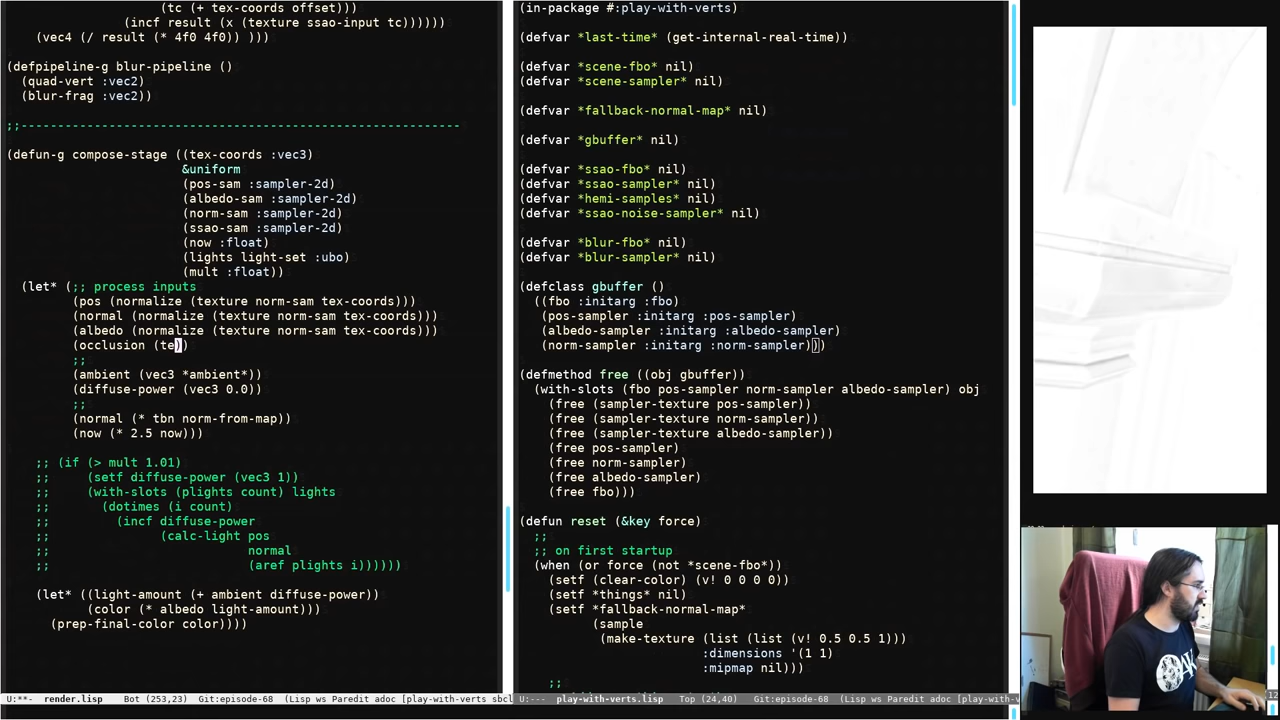 (tc (+ tex-coords offset)))
(incf result (x (texture ssao-input tc))))))
(vec4 (/ result (* 4f0 4f0)) )))
(defpipeline-g blur-pipeline ()
(quad-vert :vec2)
(blur-frag :vec2))
;;------------------------------------------------------------
(defun-g compose-stage ((tex-coords :vec3)
&uniform
(pos-sam :sampler-2d)
(albedo-sam :sampler-2d)
(norm-sam :sampler-2d)
(ssao-sam :sampler-2d)
(now :float)
(lights light-set :ubo)
(mult :float))
(let* (;; process inputs
(pos (normalize (texture norm-sam tex-coords)))
(normal (normalize (texture norm-sam tex-coords)))
(albedo (normalize (texture norm-sam tex-coords)))
(occlusion (te))
;;
(ambient (vec3 *ambient*))
(diffuse-power (vec3 0.0))
;;
(normal (* tbn norm-from-map))
(now (* 2.5 now)))
;; (if (> mult 1.01)
;;     (setf diffuse-power (vec3 1))
;;     (with-slots (plights count) lights
;;       (dotimes (i count)
;;         (incf diffuse-power
;;               (calc-light pos
;;                           normal
;;                           (aref plights i))))))
(let* ((light-amount (+ ambient diffuse-power))
(color (* albedo light-amount)))
(prep-final-color color))))
U:**-  render.lisp    Bot (253,23)  Git:episode-68  (Lisp ws Paredit adoc [play-with-verts sbcl
(in-package #:play-with-verts)
(defvar *last-time* (get-internal-real-time))
(defvar *scene-fbo* nil)
(defvar *scene-sampler* nil)
(defvar *fallback-normal-map* nil)
(defvar *gbuffer* nil)
(defvar *ssao-fbo* nil)
(defvar *ssao-sampler* nil)
(defvar *hemi-samples* nil)
(defvar *ssao-noise-sampler* nil)
(defvar *blur-fbo* nil)
(defvar *blur-sampler* nil)
(defclass gbuffer ()
((fbo :initarg :fbo)
(pos-sampler :initarg :pos-sampler)
(albedo-sampler :initarg :albedo-sampler)
(norm-sampler :initarg :norm-sampler)))
(defmethod free ((obj gbuffer))
(with-slots (fbo pos-sampler norm-sampler albedo-sampler) obj
(free (sampler-texture pos-sampler))
(free (sampler-texture norm-sampler))
(free (sampler-texture albedo-sampler))
(free pos-sampler)
(free norm-sampler)
(free albedo-sampler)
(free fbo)))
(defun reset (&key force)
;;
;; on first startup
(when (or force (not *scene-fbo*))
(setf (clear-color) (v! 0 0 0 0))
(setf *things* nil)
(setf *fallback-normal-map*
(sample
(make-texture (list (list (v! 0.5 0.5 1)))
:dimensions '(1 1)
:mipmap nil)))
;;
U:---  play-with-verts.lisp   Top (24,40)    Git:episode-68  (Lisp ws Paredit adoc [play-with-v